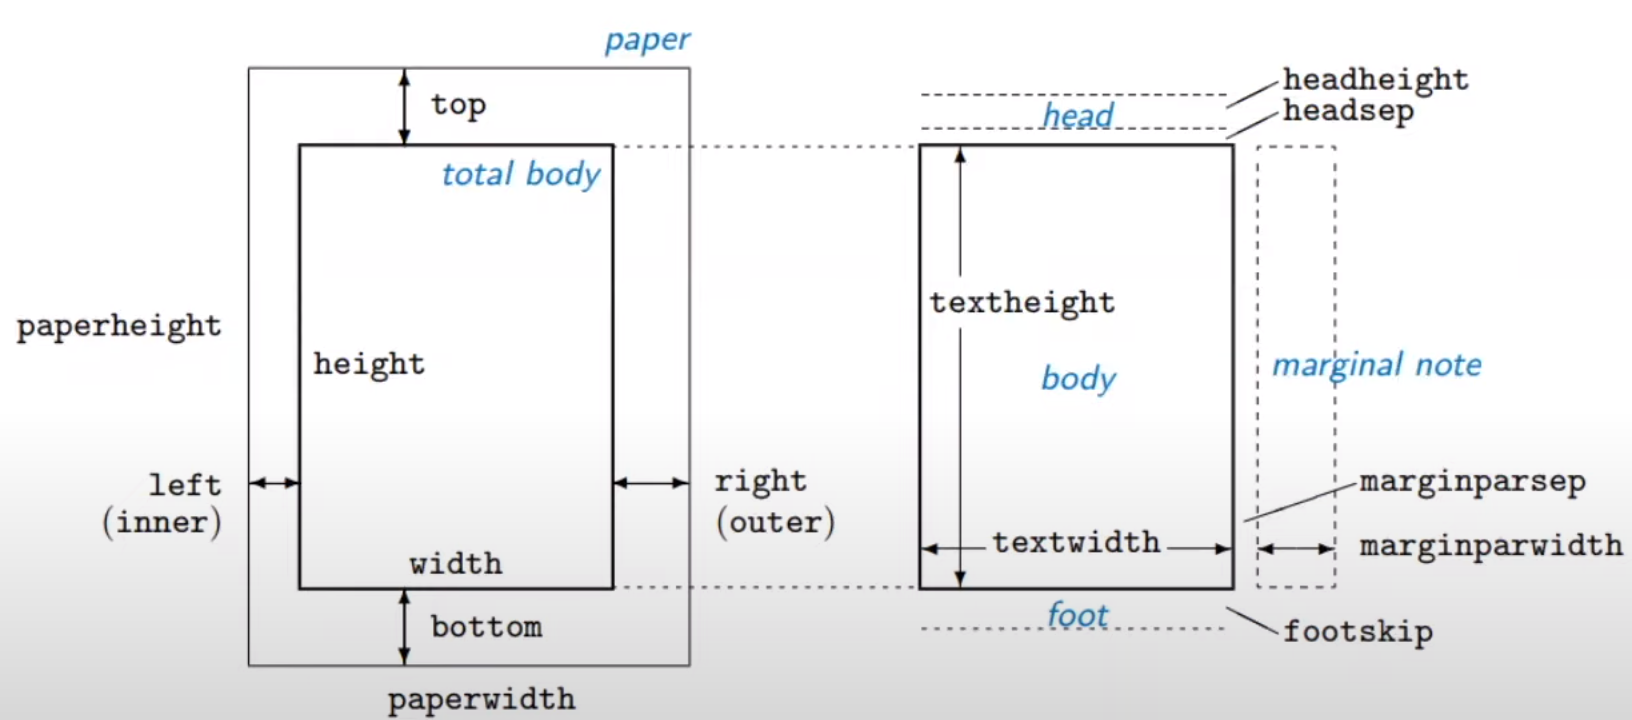 paper
top
total body
paperheight
height
left
(inner)
right
(outer)
width
bottom
paperwidth
headheight
headsep
head
textheight
body
marginal note
textwidth
marginparsep
marginparwidth
foot
footskip